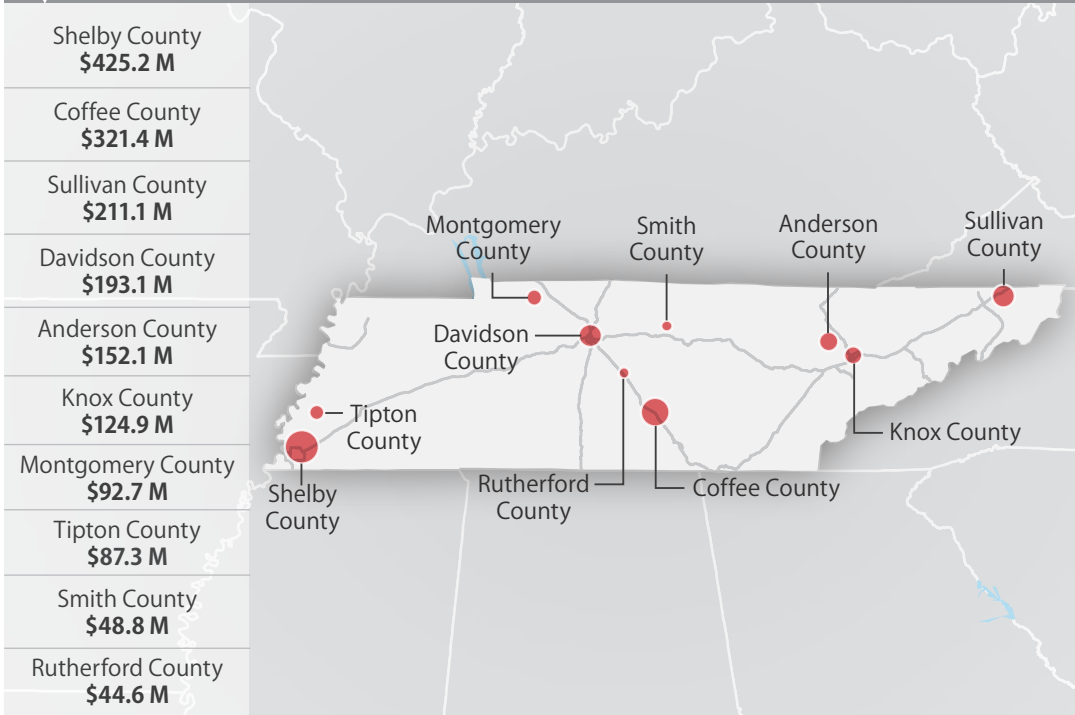 Shelby County
$425.2 M
Coffee County
$321.4 M
Sullivan County
$211.1 M
Davidson County
$193.1 M
Anderson County
$152.1 M
Knox County
$124.9 M
Montgomery County
$92.7 M
Tipton County
$87.3 M
Smith County
$48.8 M
Rutherford County
$44.6 M
Montgomery
County
Smith
County
Anderson
County
Sullivan
County
Davidson
County
Tipton
County
Knox County
Shelby
County
Rutherford
County
Coffee County